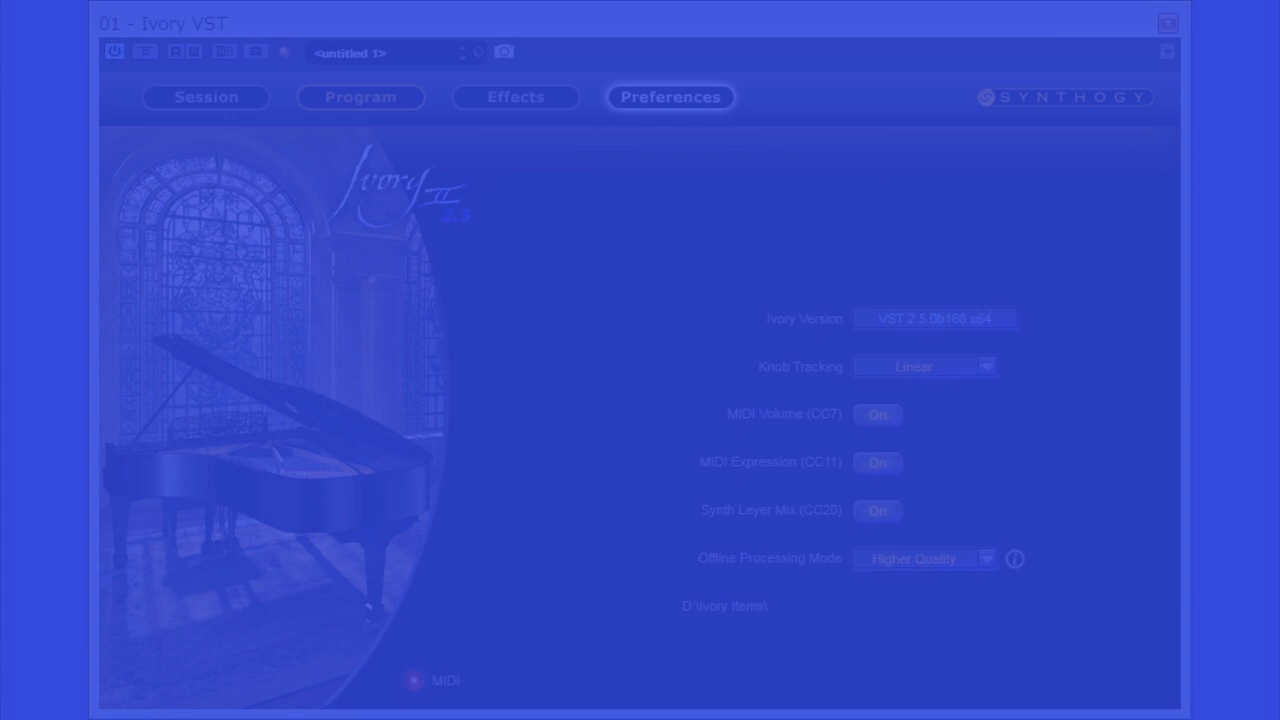 01 - Ivory VST
<untitled 1>
Session Program Effects Preferences SYNTHOGY
Ivory II
2.5
Ivory Version VST 2.5.0b168 x64
Knob Tracking Linear
MIDI Volume (CC7) On
MIDI Expression (CC11) On
Synth Layer Mix (CC20) On
Offline Processing Mode Higher Quality
D:\Ivory Items\
MIDI